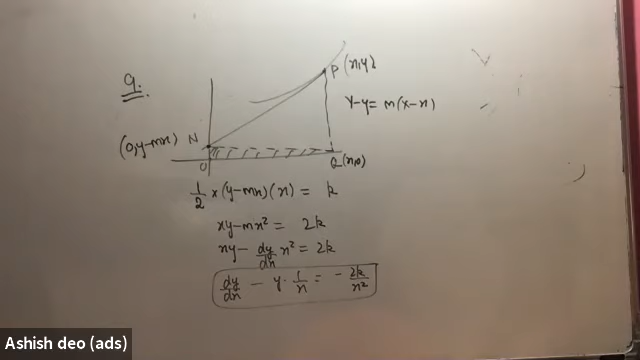 9.
P (x,y)
Y-y = m(X-x)
(0,y-mx) N
O
Q(x,0)
1/2 × (y-mx)(x) = k
xy-mx² = 2k
xy - dy/dx x² = 2k
dy/dx - y·1/x = - 2k/x²
Ashish deo (ads)